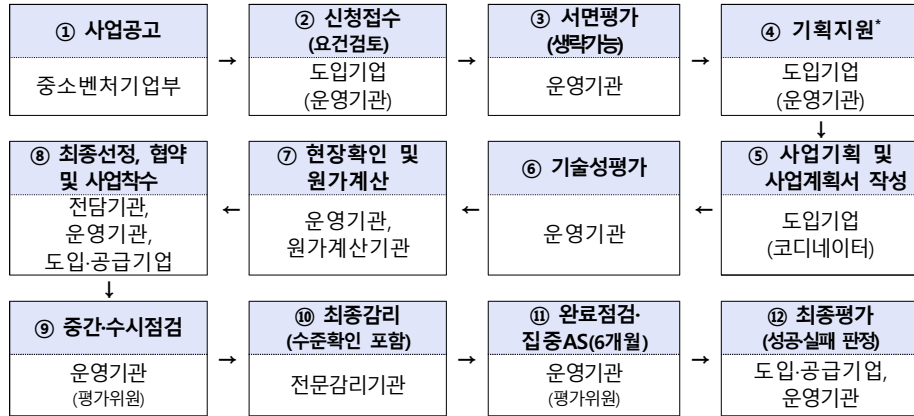 ① 사업공고
중소벤처기업부
→
② 신청접수
(요건검토)
도입기업
(운영기관)
→
③ 서면평가
(생략가능)
운영기관
→
④ 기획지원*
도입기업
(운영기관)
↓
⑤ 사업기획 및
사업계획서 작성
도입기업
(코디네이터)
←
⑥ 기술성평가
운영기관
←
⑦ 현장확인 및
원가계산
운영기관,
원가계산기관
←
⑧ 최종선정, 협약
및 사업착수
전담기관,
운영기관,
도입·공급기업
↓
⑨ 중간·수시점검
운영기관
(평가위원)
→
⑩ 최종감리
(수준확인 포함)
전문감리기관
→
⑪ 완료점검·
집중AS(6개월)
운영기관
(평가위원)
→
⑫ 최종평가
(성공·실패 판정)
도입·공급기업,
운영기관